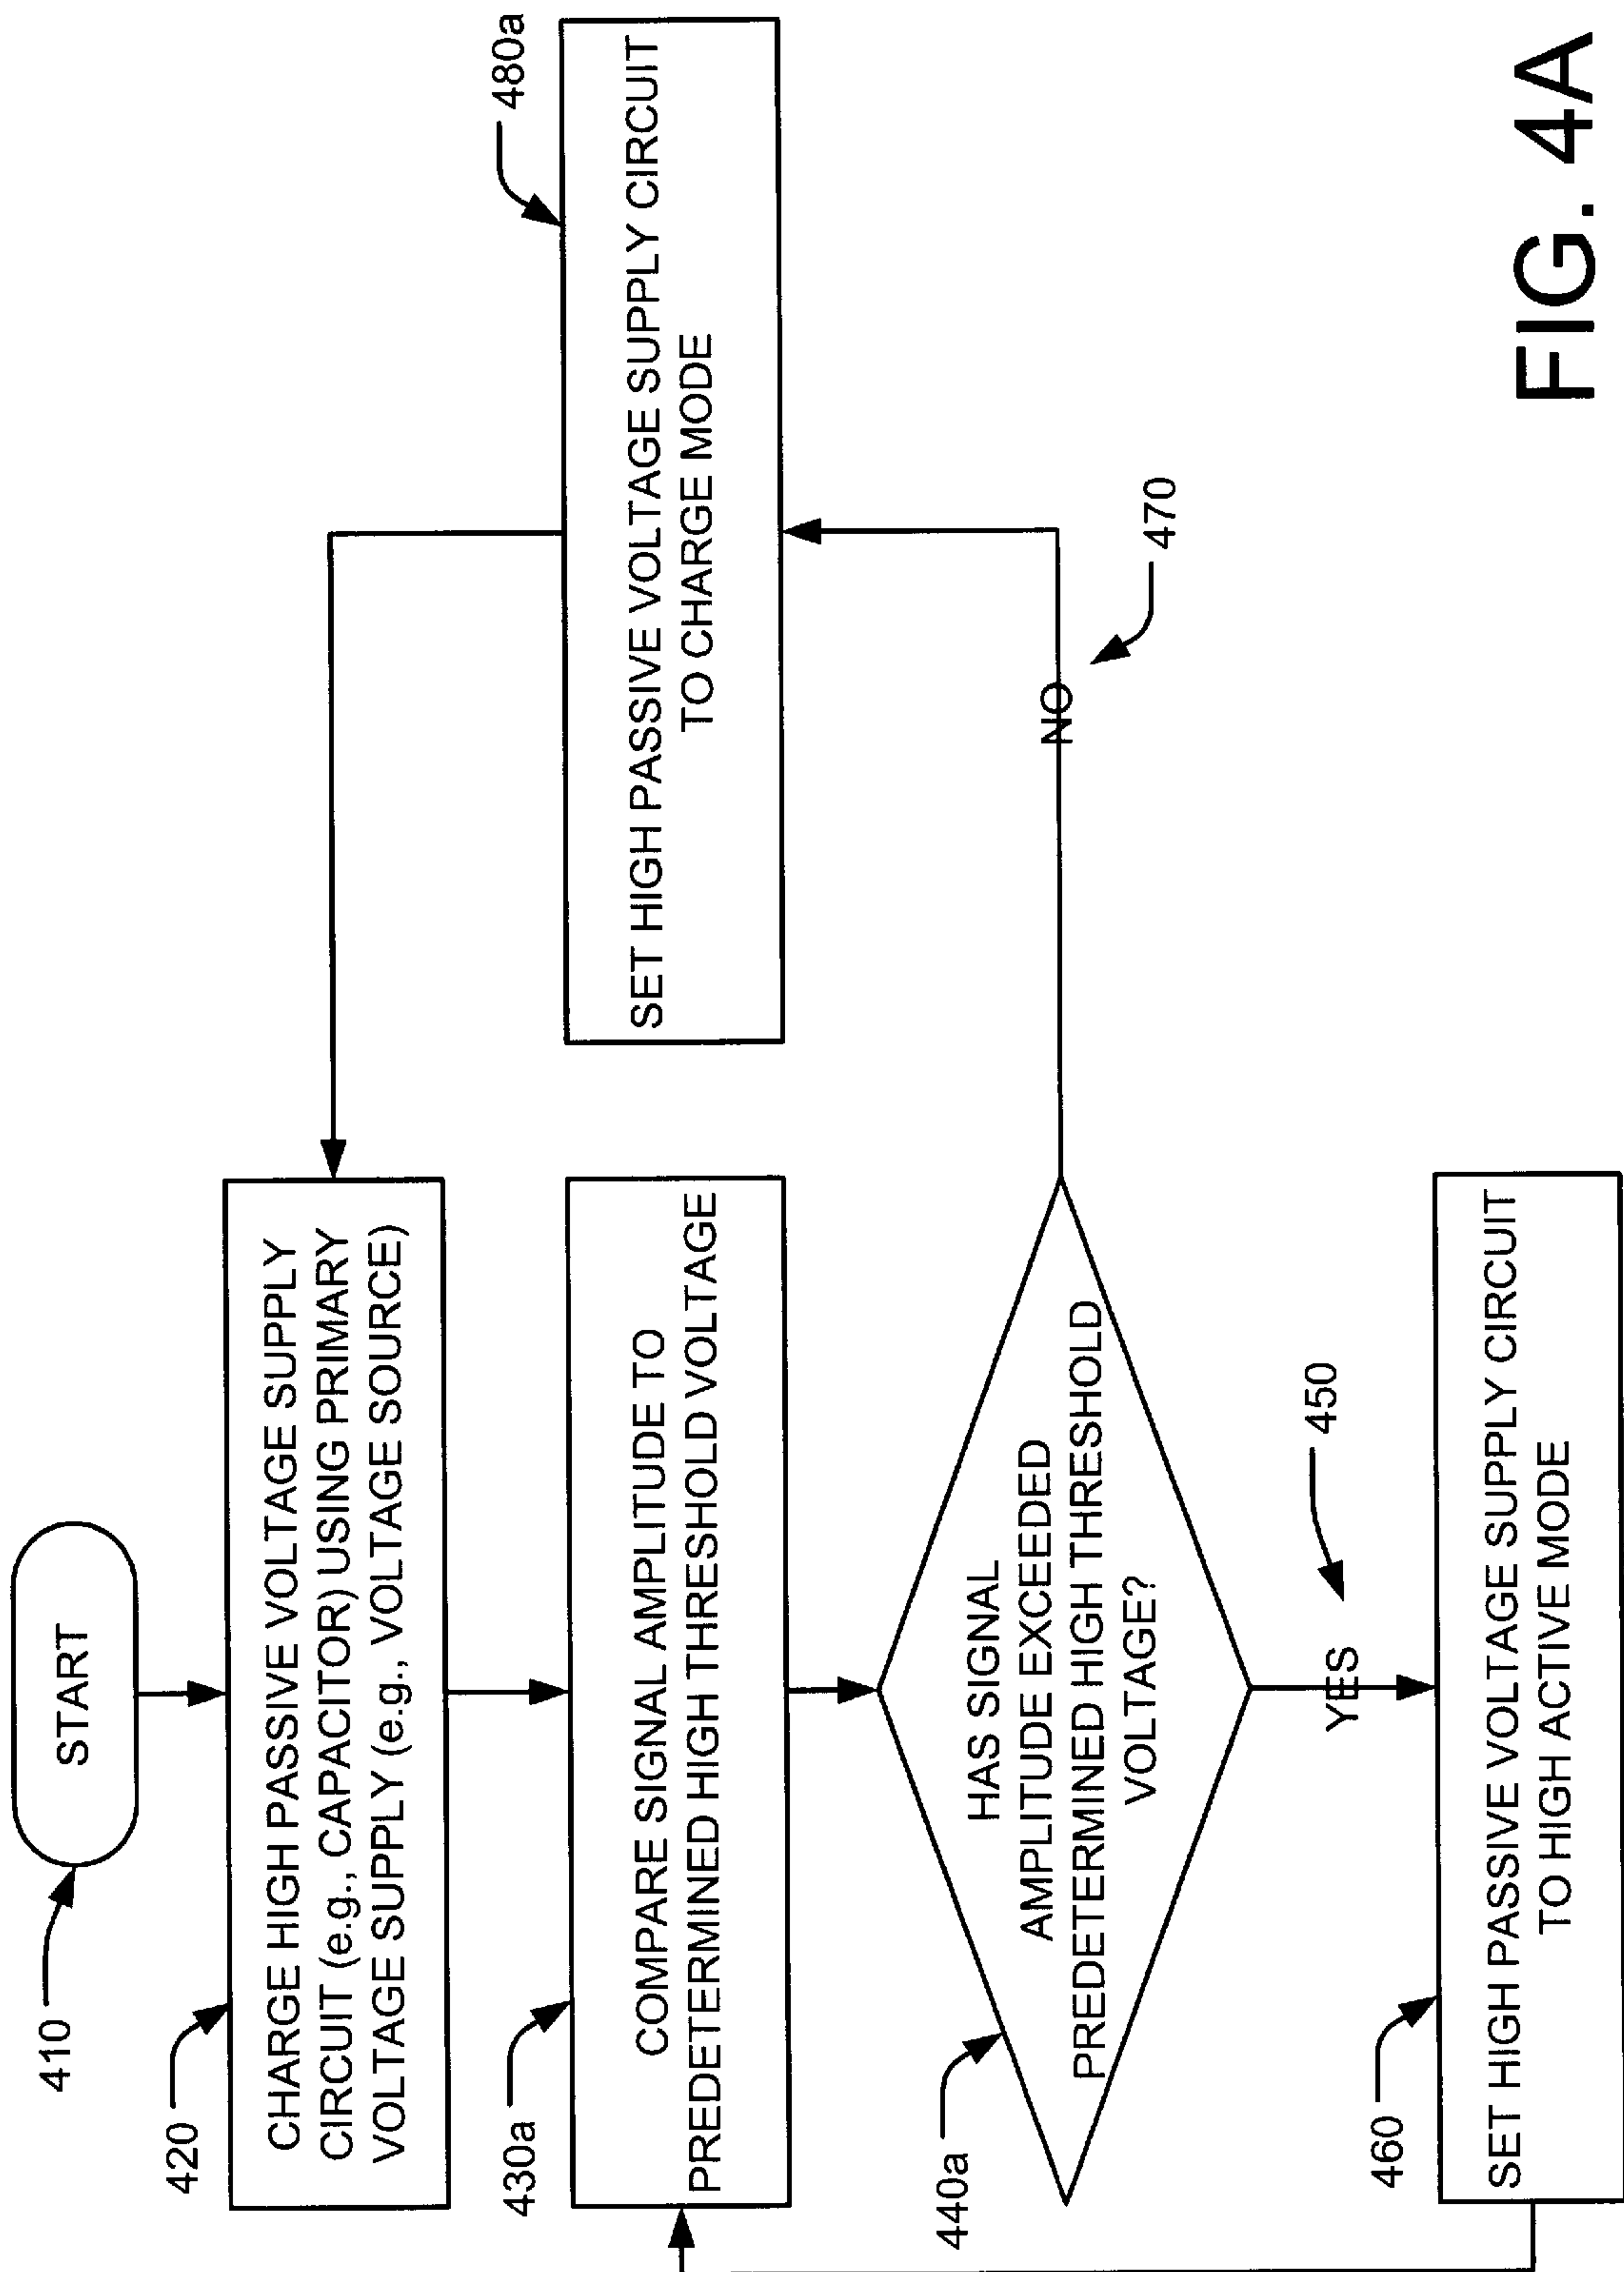 410
START
420
CHARGE HIGH PASSIVE VOLTAGE SUPPLY
CIRCUIT (e.g., CAPACITOR) USING PRIMARY
VOLTAGE SUPPLY (e.g., VOLTAGE SOURCE)
430a
COMPARE SIGNAL AMPLITUDE TO
PREDETERMINED HIGH THRESHOLD VOLTAGE
480a
SET HIGH PASSIVE VOLTAGE SUPPLY CIRCUIT
TO CHARGE MODE
440a
HAS SIGNAL
AMPLITUDE EXCEEDED
PREDETERMINED HIGH THRESHOLD
VOLTAGE?
NO
470
YES
450
460
SET HIGH PASSIVE VOLTAGE SUPPLY CIRCUIT
TO HIGH ACTIVE MODE
FIG. 4A